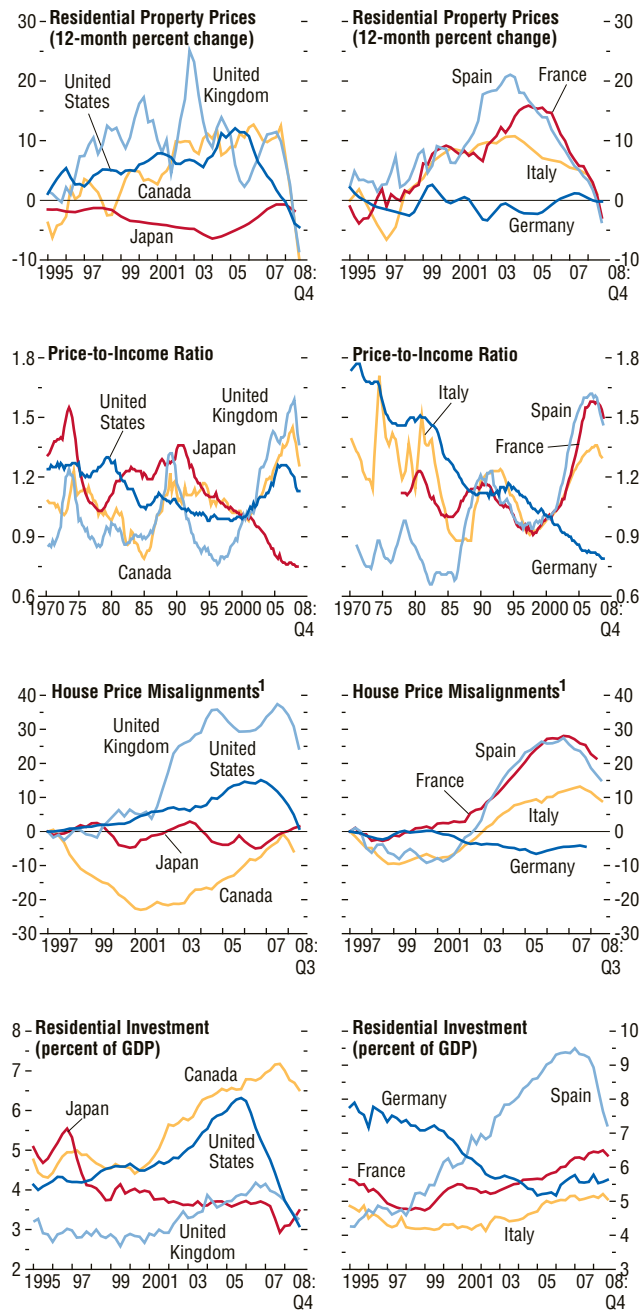 Residential Property Prices
(12-month percent change)
30
20
10
0
-10
United
States
United
Kingdom
Canada
Japan
1995 97 99 2001 03 05 07 08:
Q4
Residential Property Prices
(12-month percent change)
30
20
10
0
-10
Spain
France
Italy
Germany
1995 97 99 2001 03 05 07 08:
Q4
Price-to-Income Ratio
1.8
1.5
1.2
0.9
0.6
United
States
United
Kingdom
Japan
Canada
1970 75 80 85 90 95 2000 08:
Q4
Price-to-Income Ratio
1.8
1.5
1.2
0.9
0.6
Italy
Spain
France
Germany
1970 75 80 85 90 95 2000 08:
Q4
House Price Misalignments1
40
30
20
10
0
-10
-20
-30
United
Kingdom
United
States
Japan
Canada
1997 99 2001 03 05 07 08:
Q3
House Price Misalignments1
40
30
20
10
0
-10
-20
-30
Spain
France
Italy
Germany
1997 99 2001 03 05 07 08:
Q3
Residential Investment
(percent of GDP)
8
7
6
5
4
3
2
Canada
Japan
United
States
United
Kingdom
1995 97 99 2001 03 05 07 08:
Q4
Residential Investment
(percent of GDP)
10
9
8
7
6
5
4
3
Germany
Spain
France
Italy
1995 97 99 2001 03 05 07 08:
Q4